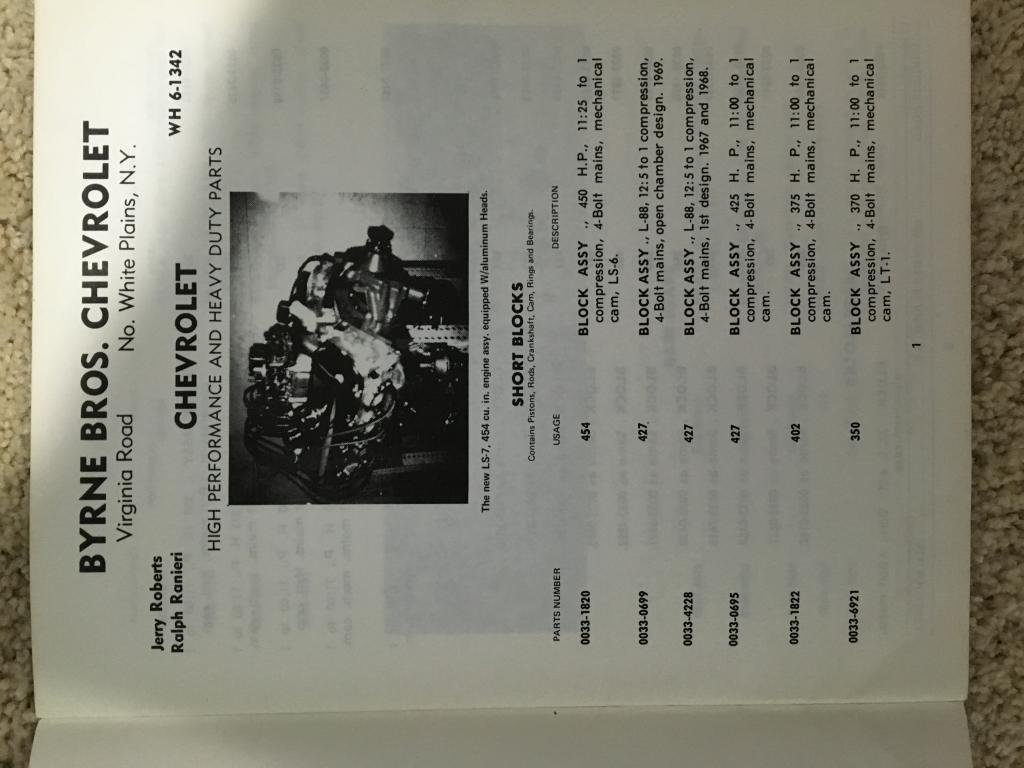 BYRNE BROS. CHEVROLET
Virginia Road No. White Plains, N.Y.
Jerry Roberts
Ralph Ranieri WH 6-1342
CHEVROLET
HIGH PERFORMANCE AND HEAVY DUTY PARTS
The new LS-7, 454 cu. in. engine assy. equipped W/aluminum Heads.
SHORT BLOCKS
Contains Pistons, Rods, Crankshaft, Cam, Rings and Bearings.
PARTS NUMBER USAGE DESCRIPTION
0033-1820 454 BLOCK ASSY ., 450 H.P., 11:25 to 1
compression, 4-Bolt mains, mechanical
cam, LS-6.
0033-0699 427 BLOCK ASSY ., L-88, 12:5 to 1 compression,
4-Bolt mains, open chamber design. 1969.
0033-4228 427 BLOCK ASSY ., L-88, 12:5 to 1 compression,
4-Bolt mains, 1st design. 1967 and 1968.
0033-0695 427 BLOCK ASSY ., 425 H. P., 11:00 to 1
compression, 4-Bolt mains, mechanical
cam.
0033-1822 402 BLOCK ASSY ., 375 H. P., 11:00 to 1
compression, 4-Bolt mains, mechanical
cam.
0033-6921 350 BLOCK ASSY ., 370 H. P., 11:00 to 1
compression, 4-Bolt mains, mechanical
cam, LT-1.
1